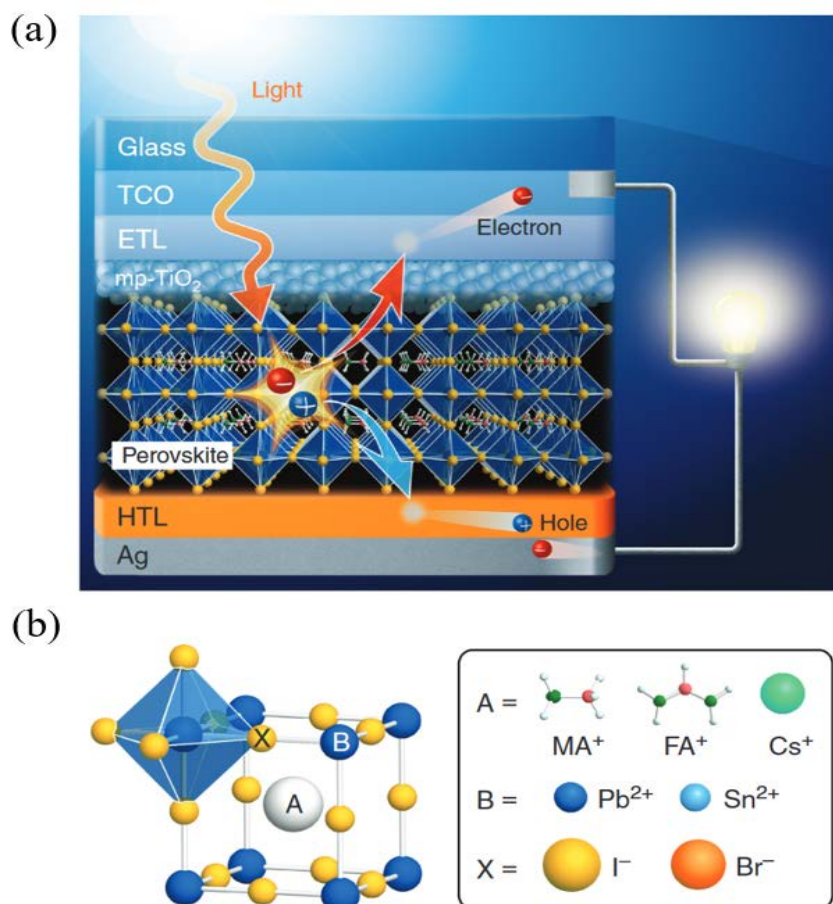 (a)
Light
Glass
TCO
ETL
Electron
mp-TiO₂
−
−
+
Perovskite
HTL
+ Hole
Ag
−
(b)
X
B
A
A =
MA⁺ FA⁺ Cs⁺
B = Pb²⁺ Sn²⁺
X = I⁻ Br⁻